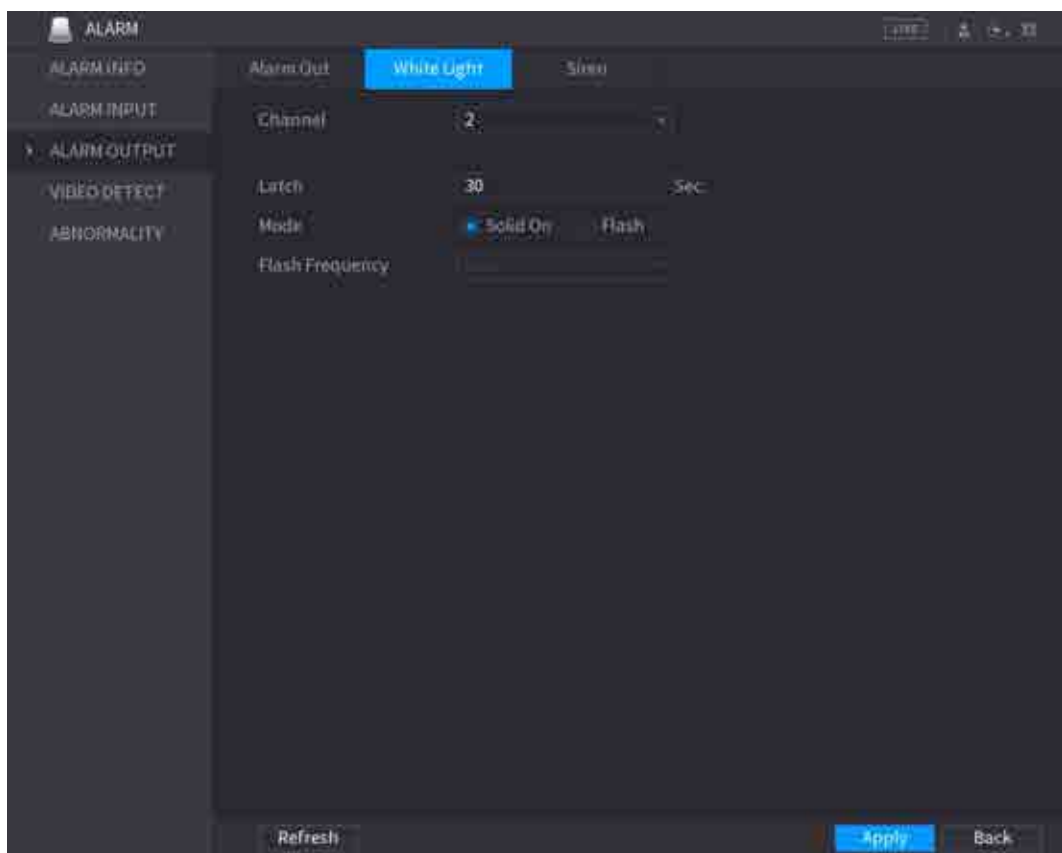 ALARM
LIVE
ALARM INFO
ALARM INPUT
ALARM OUTPUT
VIDEO DETECT
ABNORMALITY
Alarm Out White Light Siren
Channel 2
Latch 30 Sec.
Mode Solid On Flash
Flash Frequency
Refresh Apply Back